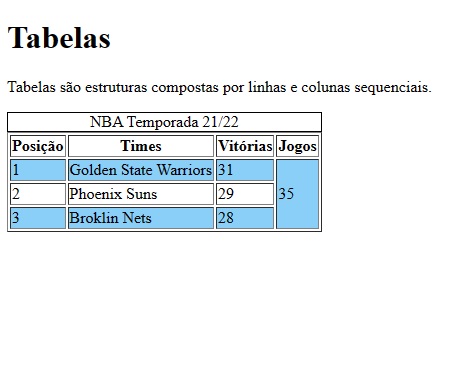 Tabelas
Tabelas são estruturas compostas por linhas e colunas sequenciais.
NBA Temporada 21/22
Posição Times Vitórias Jogos
1 Golden State Warriors 31 35
2 Phoenix Suns 29
3 Broklin Nets 28